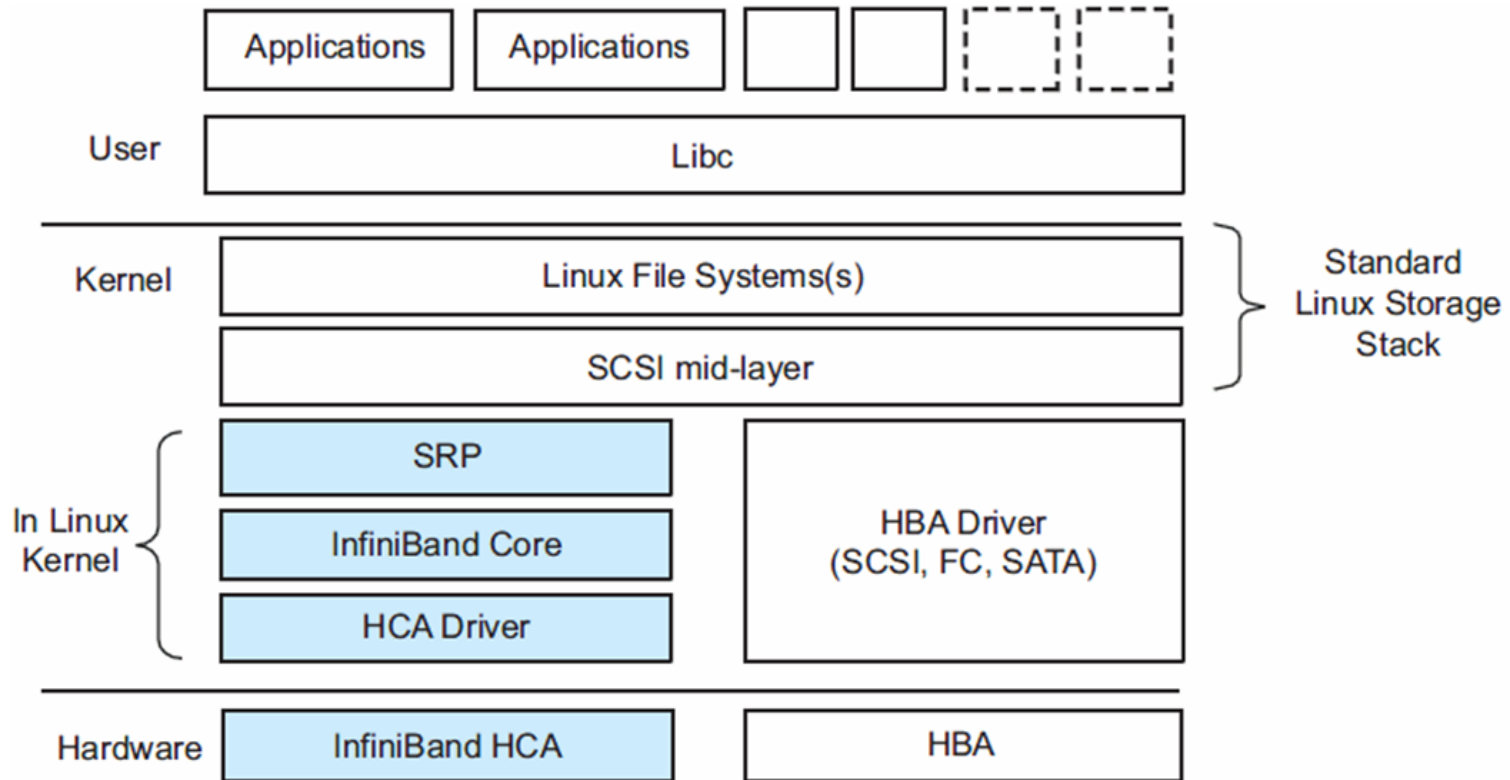 Applications
Applications
User
Libc
Kernel
Linux File Systems(s)
Standard
Linux Storage
Stack
SCSI mid-layer
In Linux
Kernel
SRP
InfiniBand Core
HCA Driver
HBA Driver
(SCSI, FC, SATA)
Hardware
InfiniBand HCA
HBA